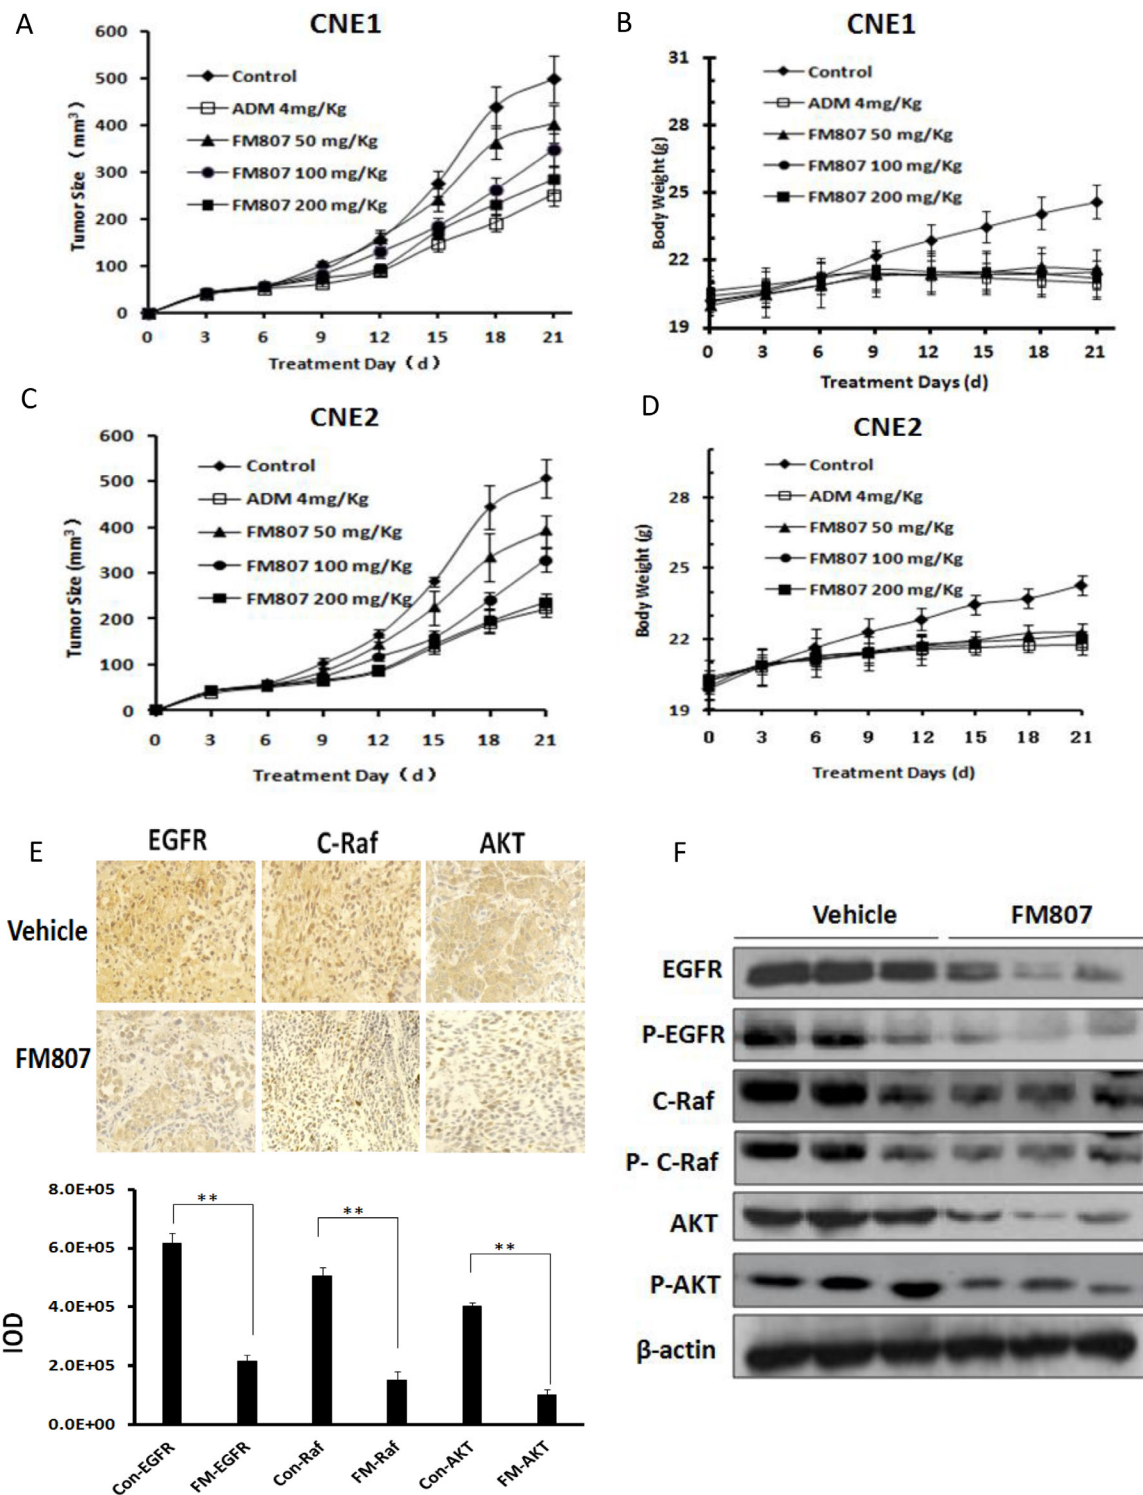 A
CNE1
600
500
400
300
200
100
0
Tumor Size ( mm³ )
Control
ADM 4mg/Kg
FM807 50 mg/Kg
FM807 100 mg/Kg
FM807 200 mg/Kg
0 3 6 9 12 15 18 21
Treatment Day ( d )
B
CNE1
31
28
25
22
19
Body Weight (g)
Control
ADM 4mg/Kg
FM807 50 mg/Kg
FM807 100 mg/Kg
FM807 200 mg/Kg
0 3 6 9 12 15 18 21
Treatment Days (d)
C
CNE2
600
500
400
300
200
100
0
Tumor Size (mm³ )
Control
ADM 4mg/Kg
FM807 50 mg/Kg
FM807 100 mg/Kg
FM807 200 mg/Kg
0 3 6 9 12 15 18 21
Treatment Day ( d )
D
CNE2
28
25
22
19
Body Weight (g)
Control
ADM 4mg/Kg
FM807 50 mg/Kg
FM807 100 mg/Kg
FM807 200 mg/Kg
0 3 6 9 12 15 18 21
Treatment Days (d)
E
EGFR C-Raf AKT
Vehicle
FM807
8.0E+05
6.0E+05
4.0E+05
2.0E+05
0.0E+00
IOD
**
**
**
Con-EGFR FM-EGFR Con-Raf FM-Raf Con-AKT FM-AKT
F
Vehicle FM807
EGFR
P-EGFR
C-Raf
P- C-Raf
AKT
P-AKT
β-actin